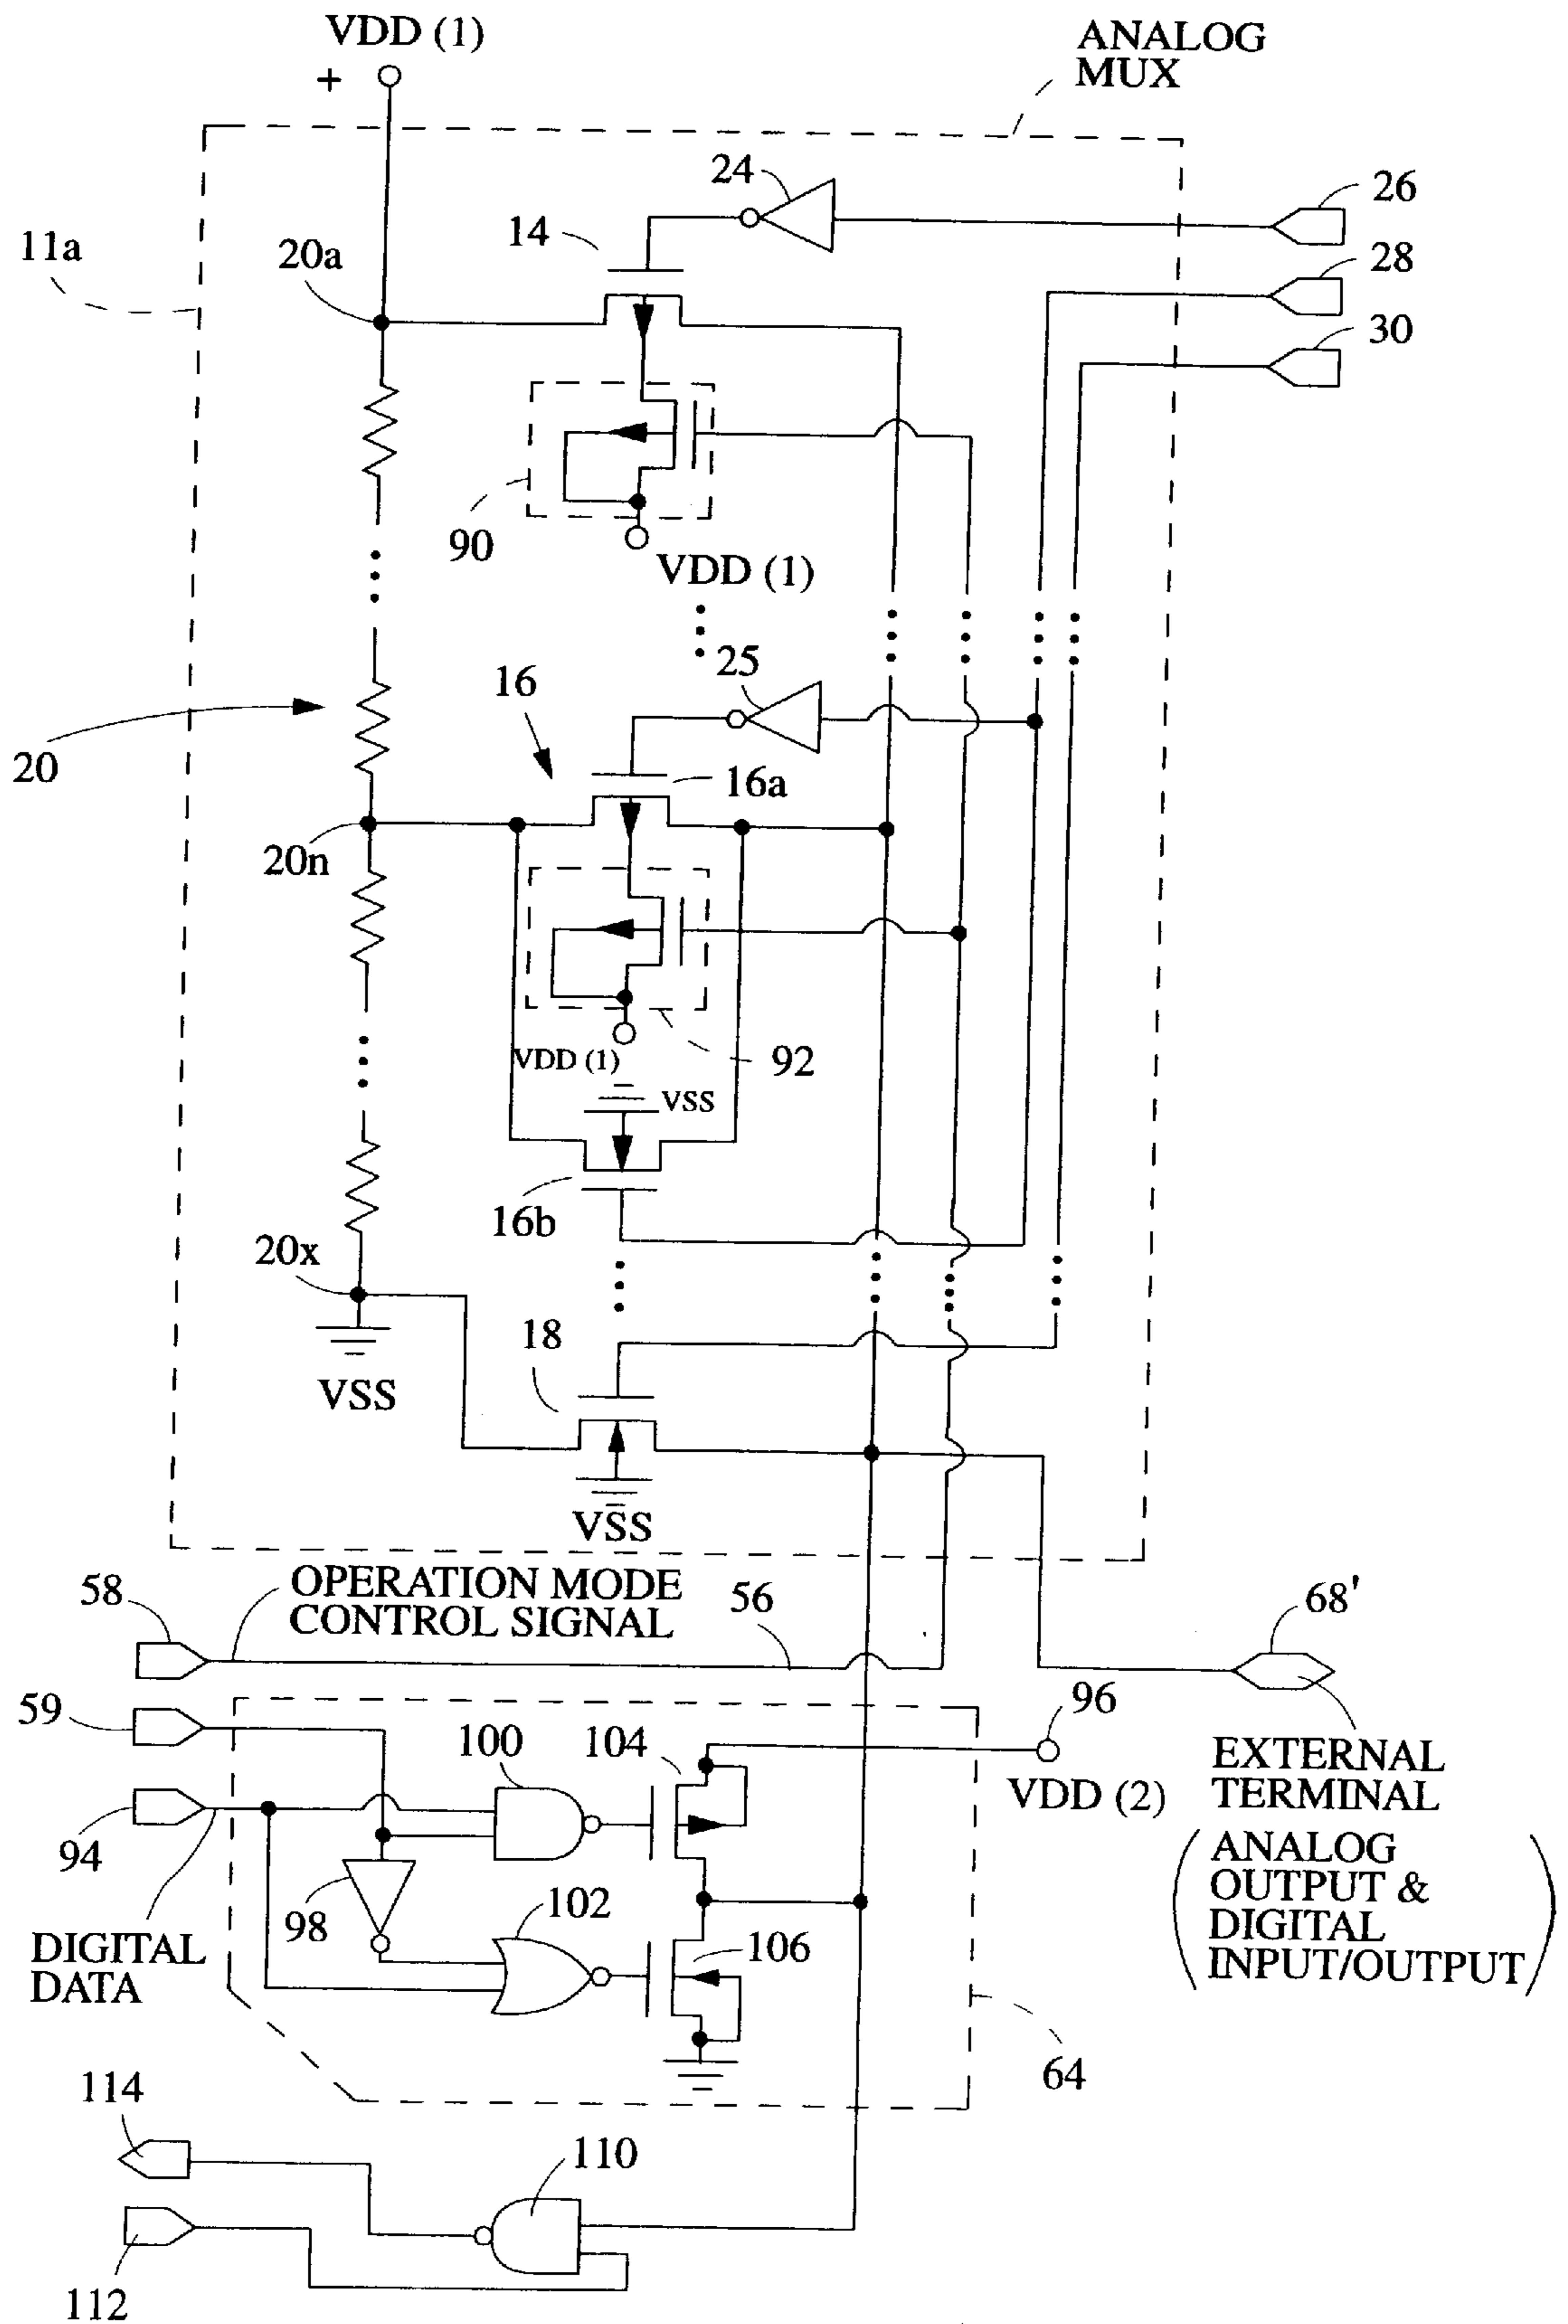 VDD (1)
+
ANALOG
MUX
24
26
14
11a
20a
28
30
90
VDD (1)
25
16
16a
20
20n
VDD (1)
92
VSS
16b
20x
18
VSS
VSS
58
OPERATION MODE
CONTROL SIGNAL
56
68'
59
100
104
96
VDD (2)
EXTERNAL
TERMINAL
(ANALOG
OUTPUT &
DIGITAL
INPUT/OUTPUT)
94
98
102
106
DIGITAL
DATA
64
114
110
112